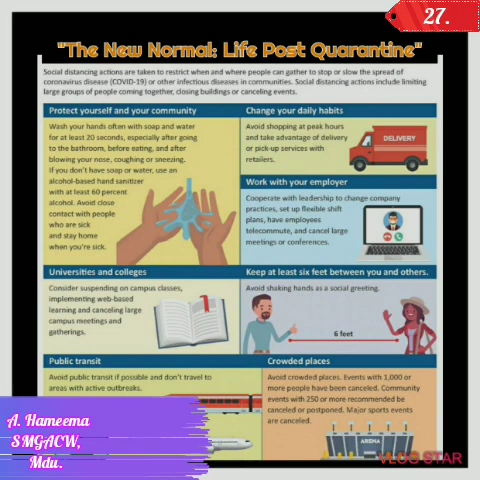 27.
"The New Normal: Life Post Quarantine"
Social distancing actions are taken to restrict when and where people can gather to stop or slow the spread of
coronavirus disease (COVID-19) or other infectious diseases in communities. Social distancing actions include limiting
large groups of people coming together, closing buildings or canceling events.
Protect yourself and your community
Wash your hands often with soap and water
for at least 20 seconds, especially after going
to the bathroom, before eating, and after
blowing your nose, coughing or sneezing.
If you don't have soap or water, use an
alcohol-based hand sanitizer
with at least 60 percent
alcohol. Avoid close
contact with people
who are sick
and stay home
when you're sick.
Change your daily habits
Avoid shopping at peak hours
and take advantage of delivery
or pick-up services with
retailers.
DELIVERY
Work with your employer
Cooperate with leadership to change company
practices, set up flexible shift
plans, have employees
telecommute, and cancel large
meetings or conferences.
Universities and colleges
Consider suspending on campus classes,
implementing web-based
learning and canceling large
campus meetings and
gatherings.
Keep at least six feet between you and others.
Avoid shaking hands as a social greeting.
6 feet
Public transit
Avoid public transit if possible and don't travel to
areas with active outbreaks.
Crowded places
Avoid crowded places. Events with 1,000 or
more people have been canceled. Community
events with 250 or more recommended be
canceled or postponed. Major sports events
are canceled.
ARENA
A. Hameema
SMGACW,
Mdu.
VLOG STAR